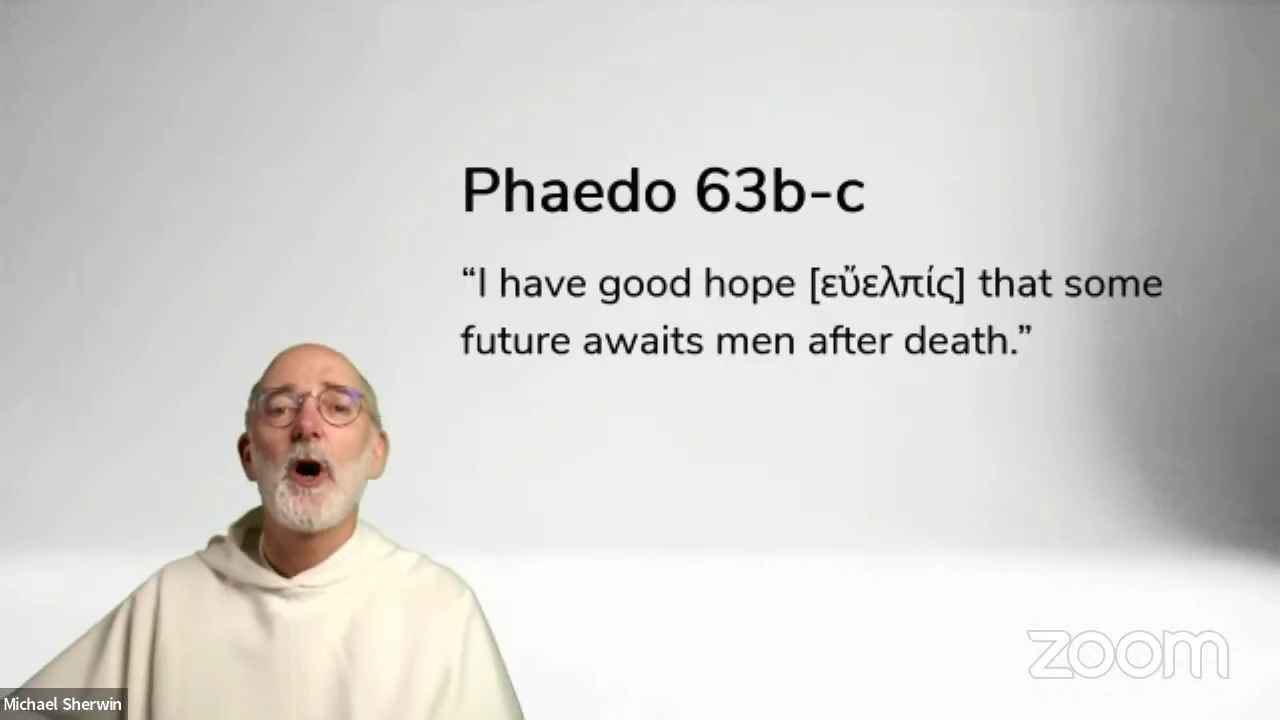 Phaedo 63b-c
“I have good hope [εὔελπίς] that some
future awaits men after death.”
zoom
Michael Sherwin